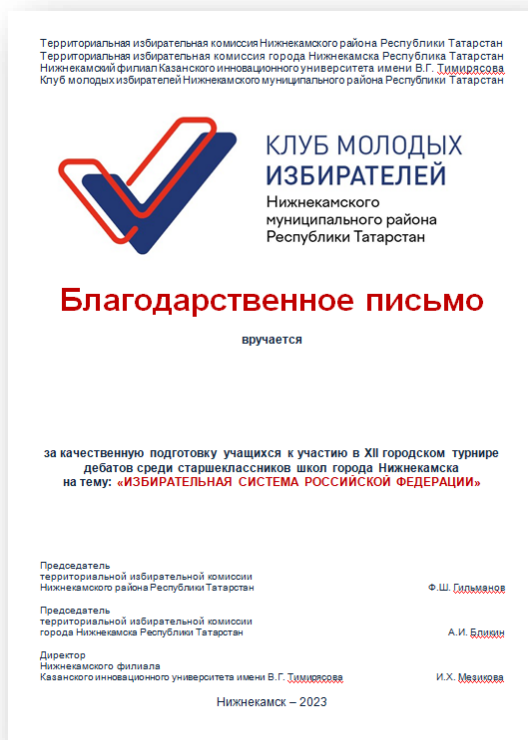 Территориальная избирательная комиссия Нижнекамского района Республики Татарстан
Территориальная избирательная комиссия города Нижнекамска Республика Татарстан
Нижнекамский филиал Казанского инновационного университета имени В.Г. Тимирясова
Клуб молодых избирателей Нижнекамского муниципального района Республики Татарстан
КЛУБ МОЛОДЫХ
ИЗБИРАТЕЛЕЙ
Нижнекамского
муниципального района
Республики Татарстан
Благодарственное письмо
вручается
за качественную подготовку учащихся к участию в XII городском турнире
дебатов среди старшеклассников школ города Нижнекамска
на тему: «ИЗБИРАТЕЛЬНАЯ СИСТЕМА РОССИЙСКОЙ ФЕДЕРАЦИИ»
Председатель
территориальной избирательной комиссии
Нижнекамского района Республики Татарстан Ф.Ш. Гильманов
Председатель
территориальной избирательной комиссии
города Нижнекамска Республики Татарстан А.И. Бликин
Директор
Нижнекамского филиала
Казанского инновационного университета имени В.Г. Тимирясова И.Х. Мезикова
Нижнекамск – 2023